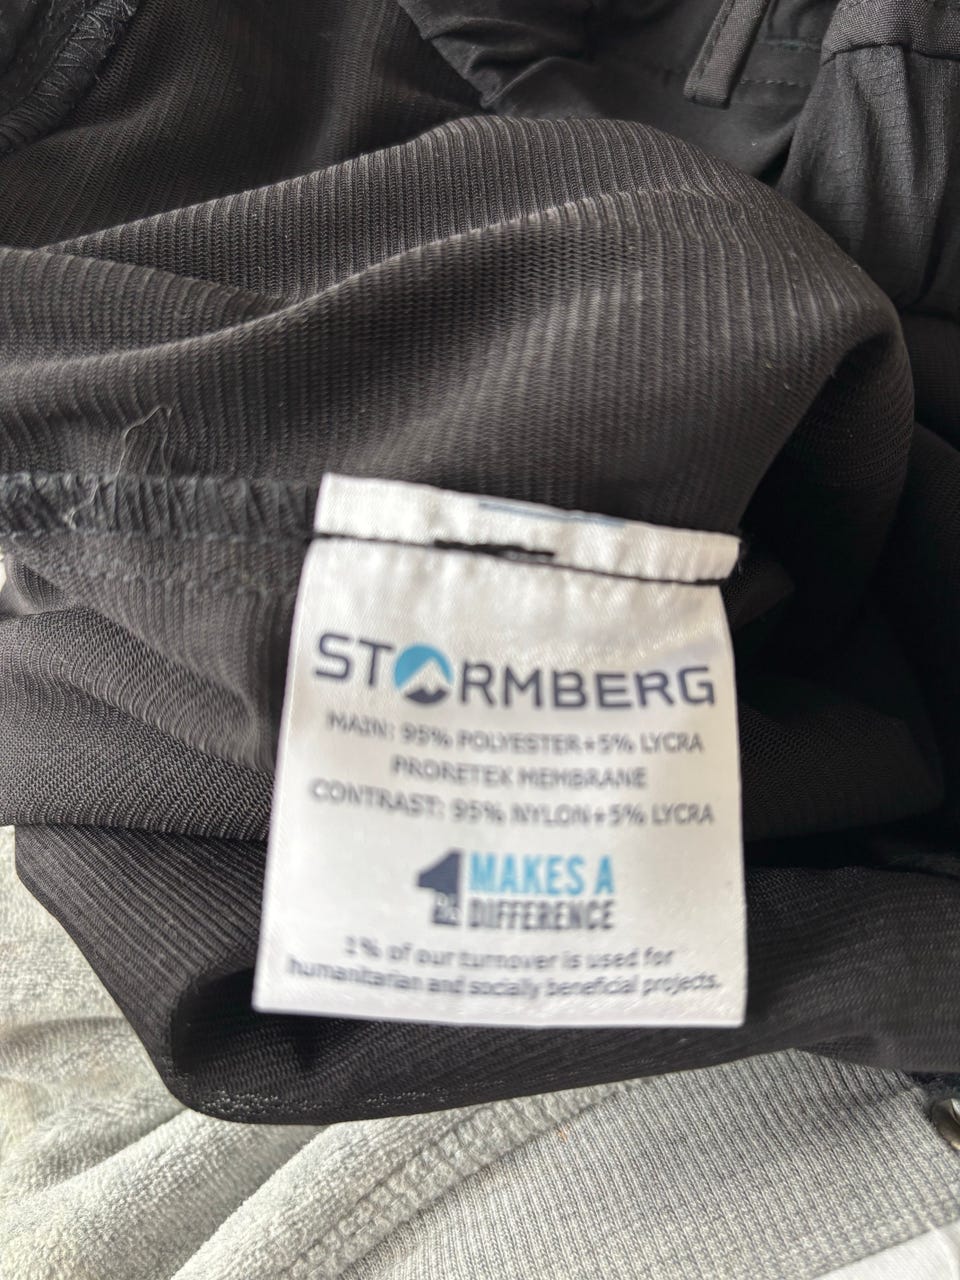 STORMBERG
MAIN: 95% POLYESTER+5% LYCRA
PRORETEX MEMBRANE
CONTRAST: 95% NYLON+5% LYCRA
1% MAKES A
DIFFERENCE
1% of our turnover is used for
humanitarian and socially beneficial projects.